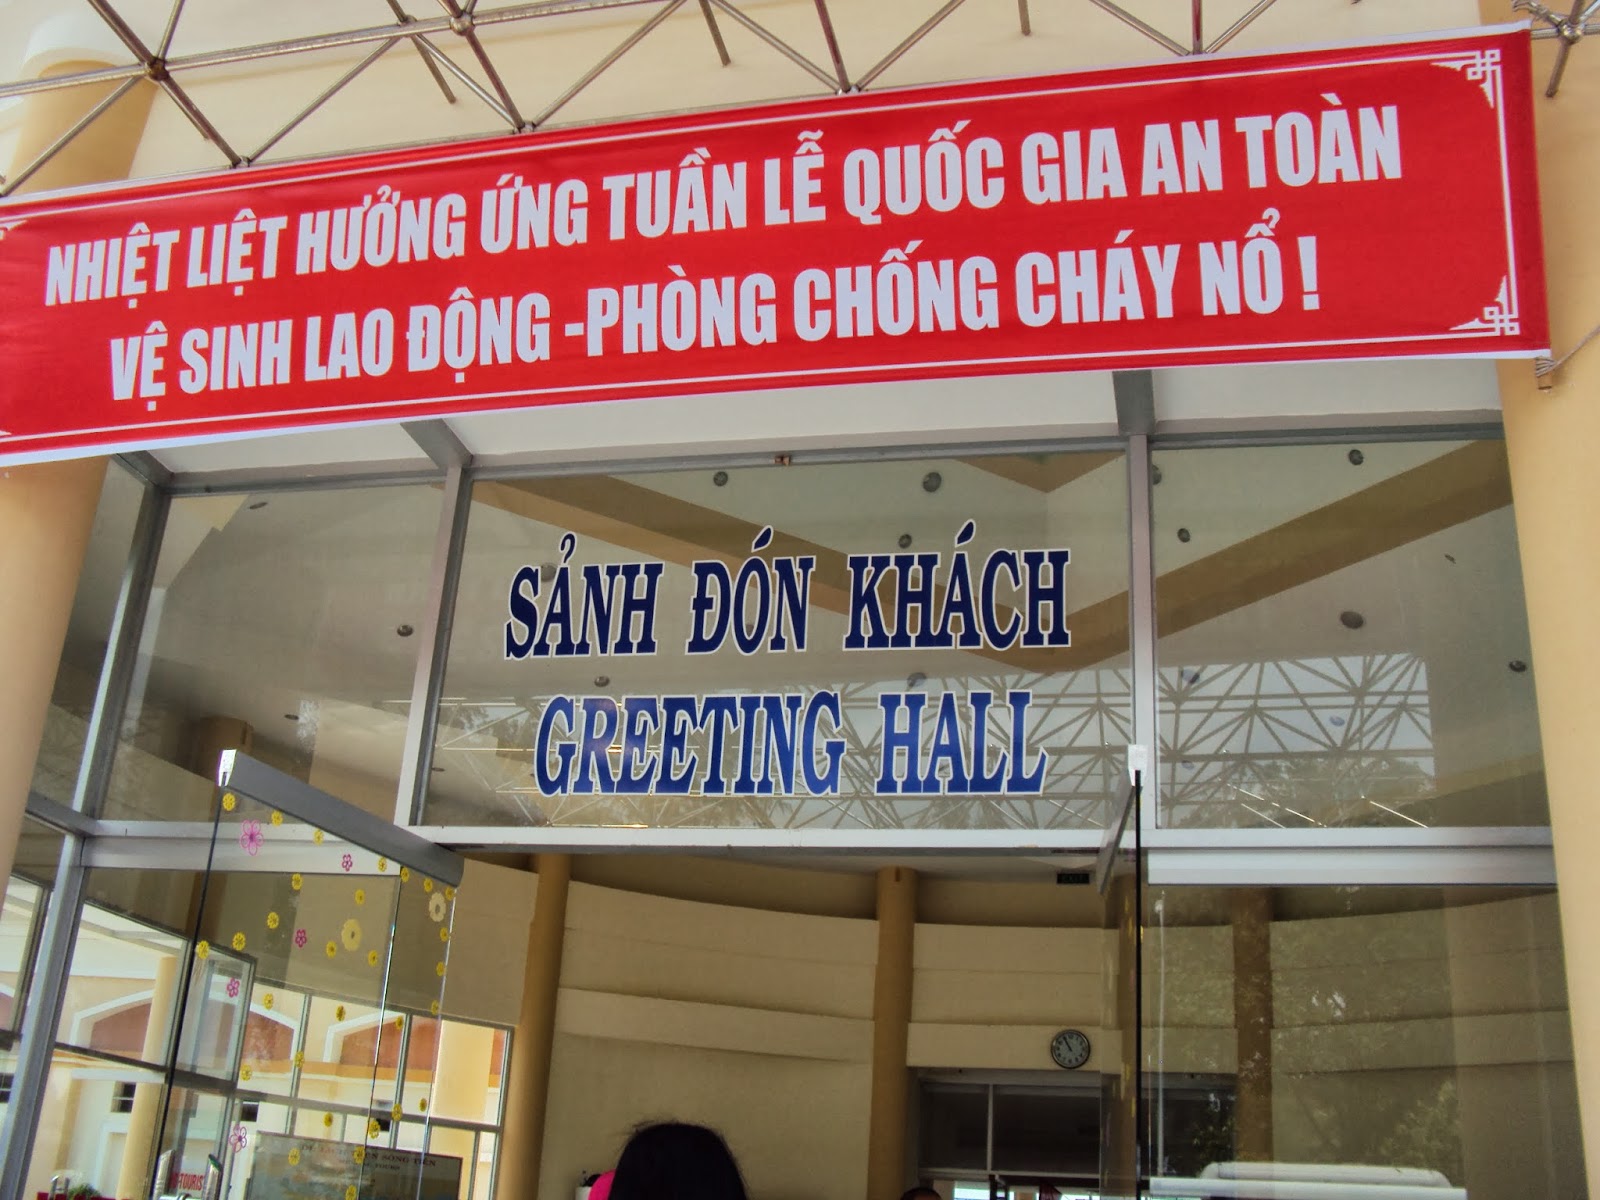 NHIỆT LIỆT HƯỞNG ỨNG TUẦN LỄ QUỐC GIA AN TOÀN
VỆ SINH LAO ĐỘNG -PHÒNG CHỐNG CHÁY NỔ !
SẢNH ĐÓN KHÁCH
GREETING HALL
EXIT